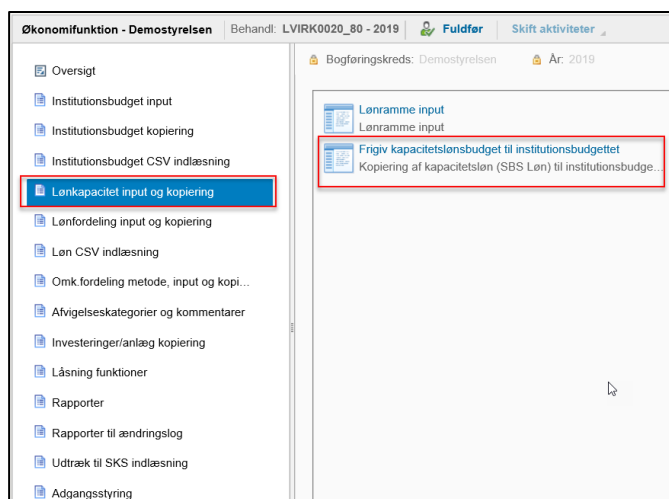 Økonomifunktion - Demostyrelsen Behandl: LVIRK0020_80 - 2019 Fuldfør Skift aktiviteter
Bogføringskreds: Demostyrelsen År: 2019
Oversigt
Institutionsbudget input
Institutionsbudget kopiering
Institutionsbudget CSV indlæsning
Lønkapacitet input og kopiering
Lønfordeling input og kopiering
Løn CSV indlæsning
Omk.fordeling metode, input og kopi...
Afvigelseskategorier og kommentarer
Investeringer/anlæg kopiering
Låsning funktioner
Rapporter
Rapporter til ændringslog
Udtræk til SKS indlæsning
Adgangsstyring
Lønramme input
Lønramme input
Frigiv kapacitetslønsbudget til institutionsbudgettet
Kopiering af kapacitetsløn (SBS Løn) til institutionsbudge...